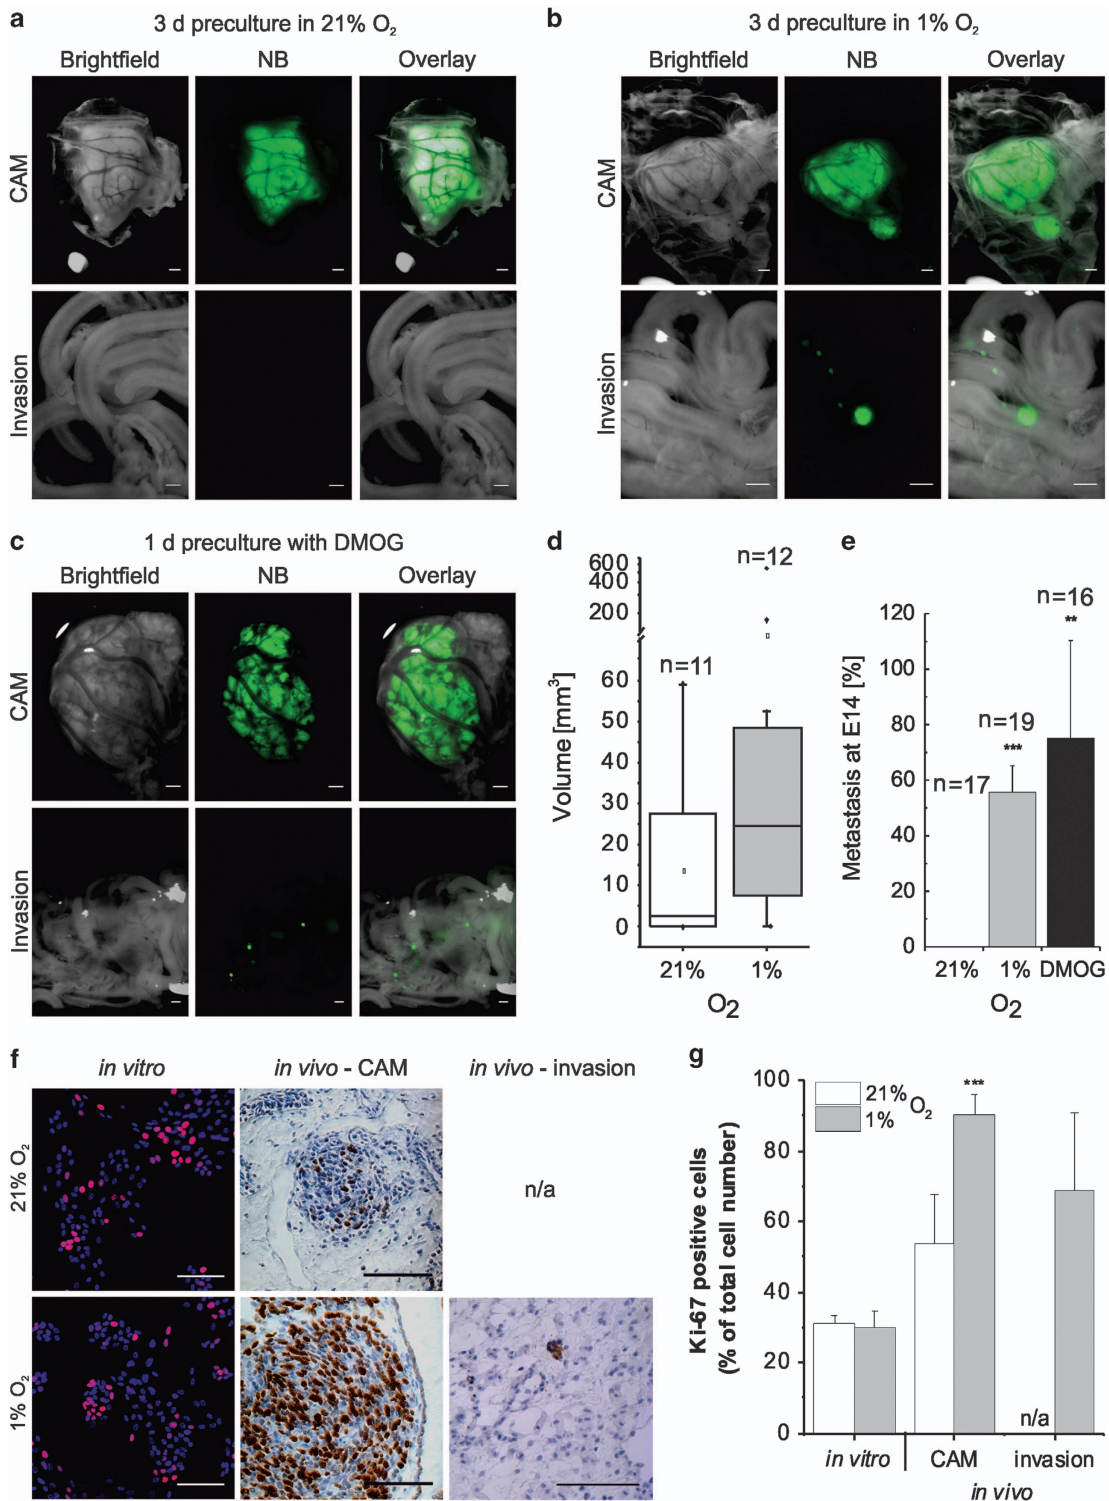 a
3 d preculture in 21% O2
Brightfield NB Overlay
CAM
Invasion
b
3 d preculture in 1% O2
Brightfield NB Overlay
CAM
Invasion
c
1 d preculture with DMOG
Brightfield NB Overlay
CAM
Invasion
d
Volume [mm3]
600
400
200
60
50
40
30
20
10
0
n=11
n=12
21% 1%
O2
e
Metastasis at E14 [%]
120
100
80
60
40
20
0
n=17
n=19
***
n=16
**
21% 1% DMOG
O2
f
in vitro in vivo - CAM in vivo - invasion
21% O2
n/a
1% O2
g
Ki-67 positive cells
(% of total cell number)
100
80
60
40
20
0
21%
1%
O2
***
n/a
in vitro CAM invasion
in vivo